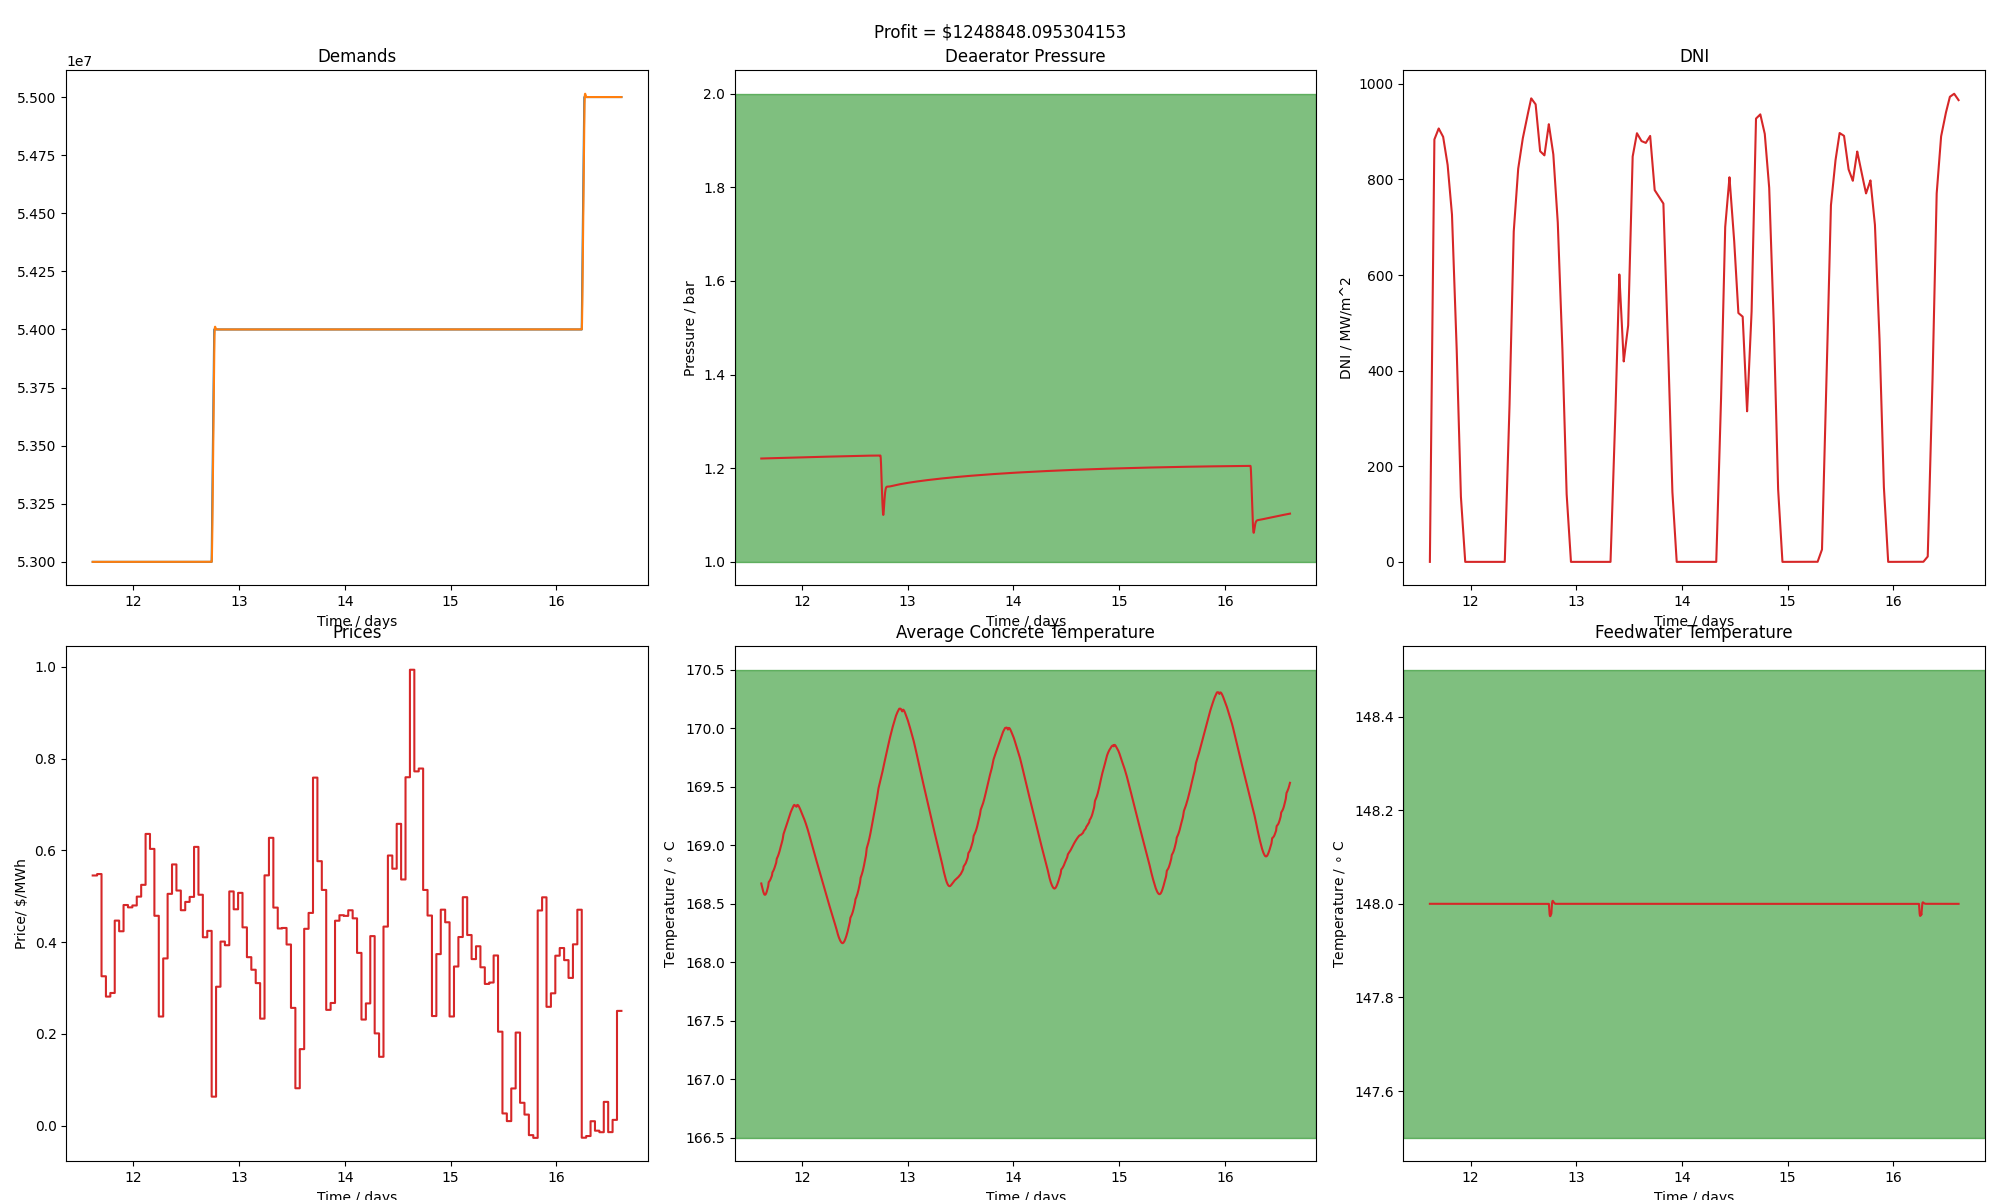 Profit = $1248848.095304153
Demands
1e7
5.500
5.475
5.450
5.425
5.400
5.375
5.350
5.325
5.300
12 13 14 15 16
Time / days
Deaerator Pressure
Pressure / bar
2.0
1.8
1.6
1.4
1.2
1.0
12 13 14 15 16
Time / days
DNI
DNI / MW/m^2
1000
800
600
400
200
0
12 13 14 15 16
Time / days
Prices
Price/ $/MWh
1.0
0.8
0.6
0.4
0.2
0.0
12 13 14 15 16
Time / days
Average Concrete Temperature
Temperature / ∘ C
170.5
170.0
169.5
169.0
168.5
168.0
167.5
167.0
166.5
12 13 14 15 16
Time / days
Feedwater Temperature
Temperature / ∘ C
148.4
148.2
148.0
147.8
147.6
12 13 14 15 16
Time / days